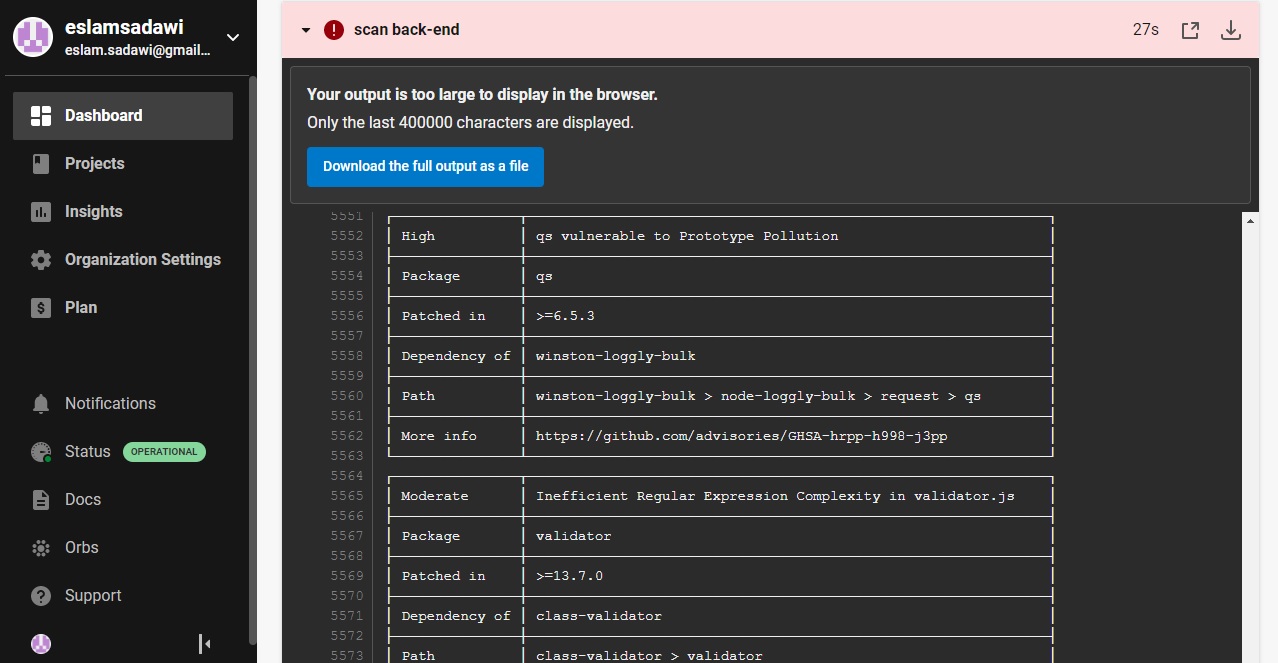 eslamsadawi
eslam.sadawi@gmail...
Dashboard
Projects
Insights
Organization Settings
Plan
Notifications
Status OPERATIONAL
Docs
Orbs
Support
scan back-end 27s
Your output is too large to display in the browser.
Only the last 400000 characters are displayed.
Download the full output as a file
5551
5552 High qs vulnerable to Prototype Pollution
5553
5554 Package qs
5555
5556 Patched in >=6.5.3
5557
5558 Dependency of winston-loggly-bulk
5559
5560 Path winston-loggly-bulk > node-loggly-bulk > request > qs
5561
5562 More info https://github.com/advisories/GHSA-hrpp-h998-j3pp
5563
5564
5565 Moderate Inefficient Regular Expression Complexity in validator.js
5566
5567 Package validator
5568
5569 Patched in >=13.7.0
5570
5571 Dependency of class-validator
5572
5573 Path class-validator > validator